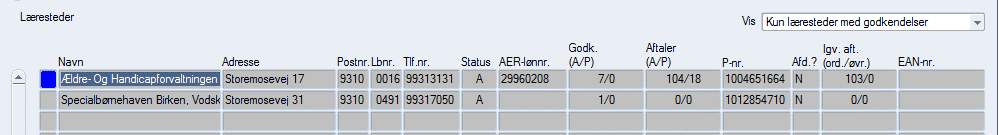 Læresteder
Vis Kun læresteder med godkendelser
Navn Adresse Postnr. Lbnr. Tlf.nr. Status AER-lønnr. Godk. (A/P) Aftaler (A/P) P-nr. Afd.? Igv. aft. (ord./øvr.) EAN-nr.
Ældre- Og Handicapforvaltningen Storemosevej 17 9310 0016 99313131 A 29960208 7/0 104/18 1004651664 N 103/0
Specialbørnehaven Birken, Vodsk Storemosevej 31 9310 0491 99317050 A 1/0 0/0 1012854710 N 0/0